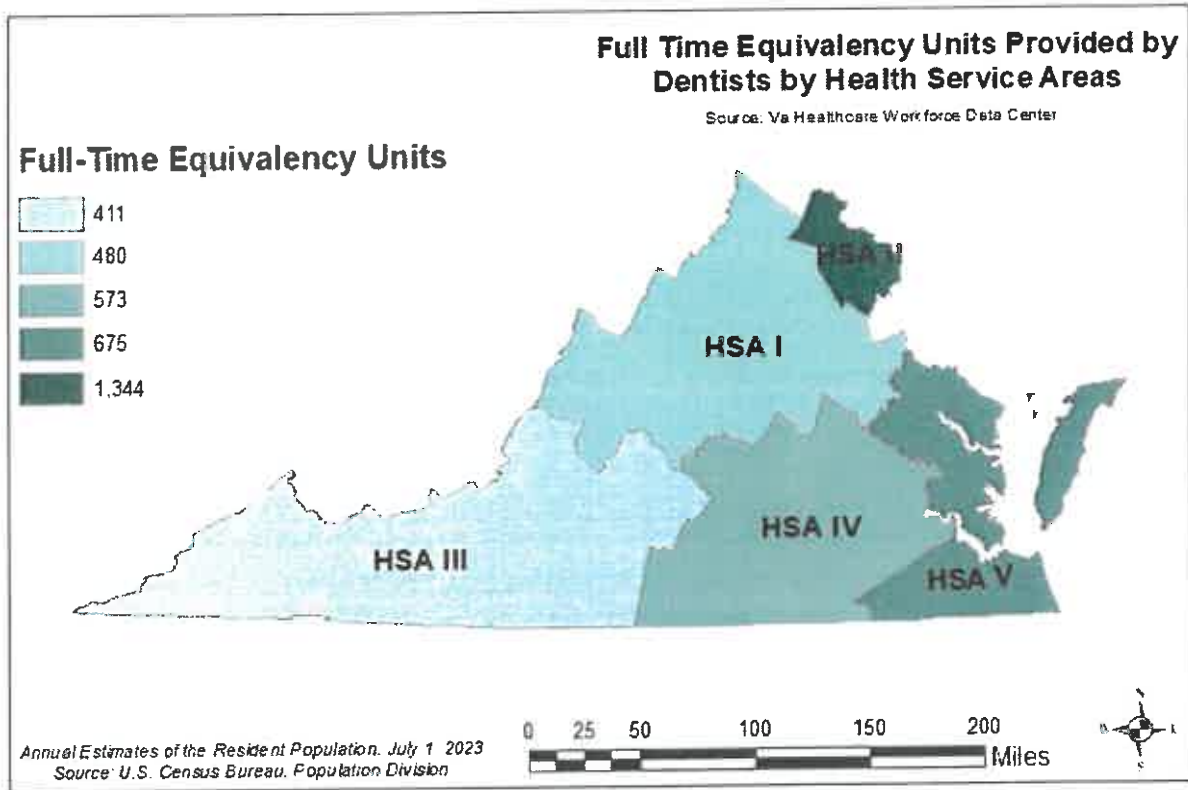 Full Time Equivalency Units Provided by
Dentists by Health Service Areas
Source: Va Healthcare Workforce Data Center
Full-Time Equivalency Units
411
480
573
675
1,344
HSA II
HSA I
HSA IV
HSA III
HSA V
0 25 50 100 150 200
Miles
Annual Estimates of the Resident Population, July 1, 2023
Source: U.S. Census Bureau, Population Division
N
E
S